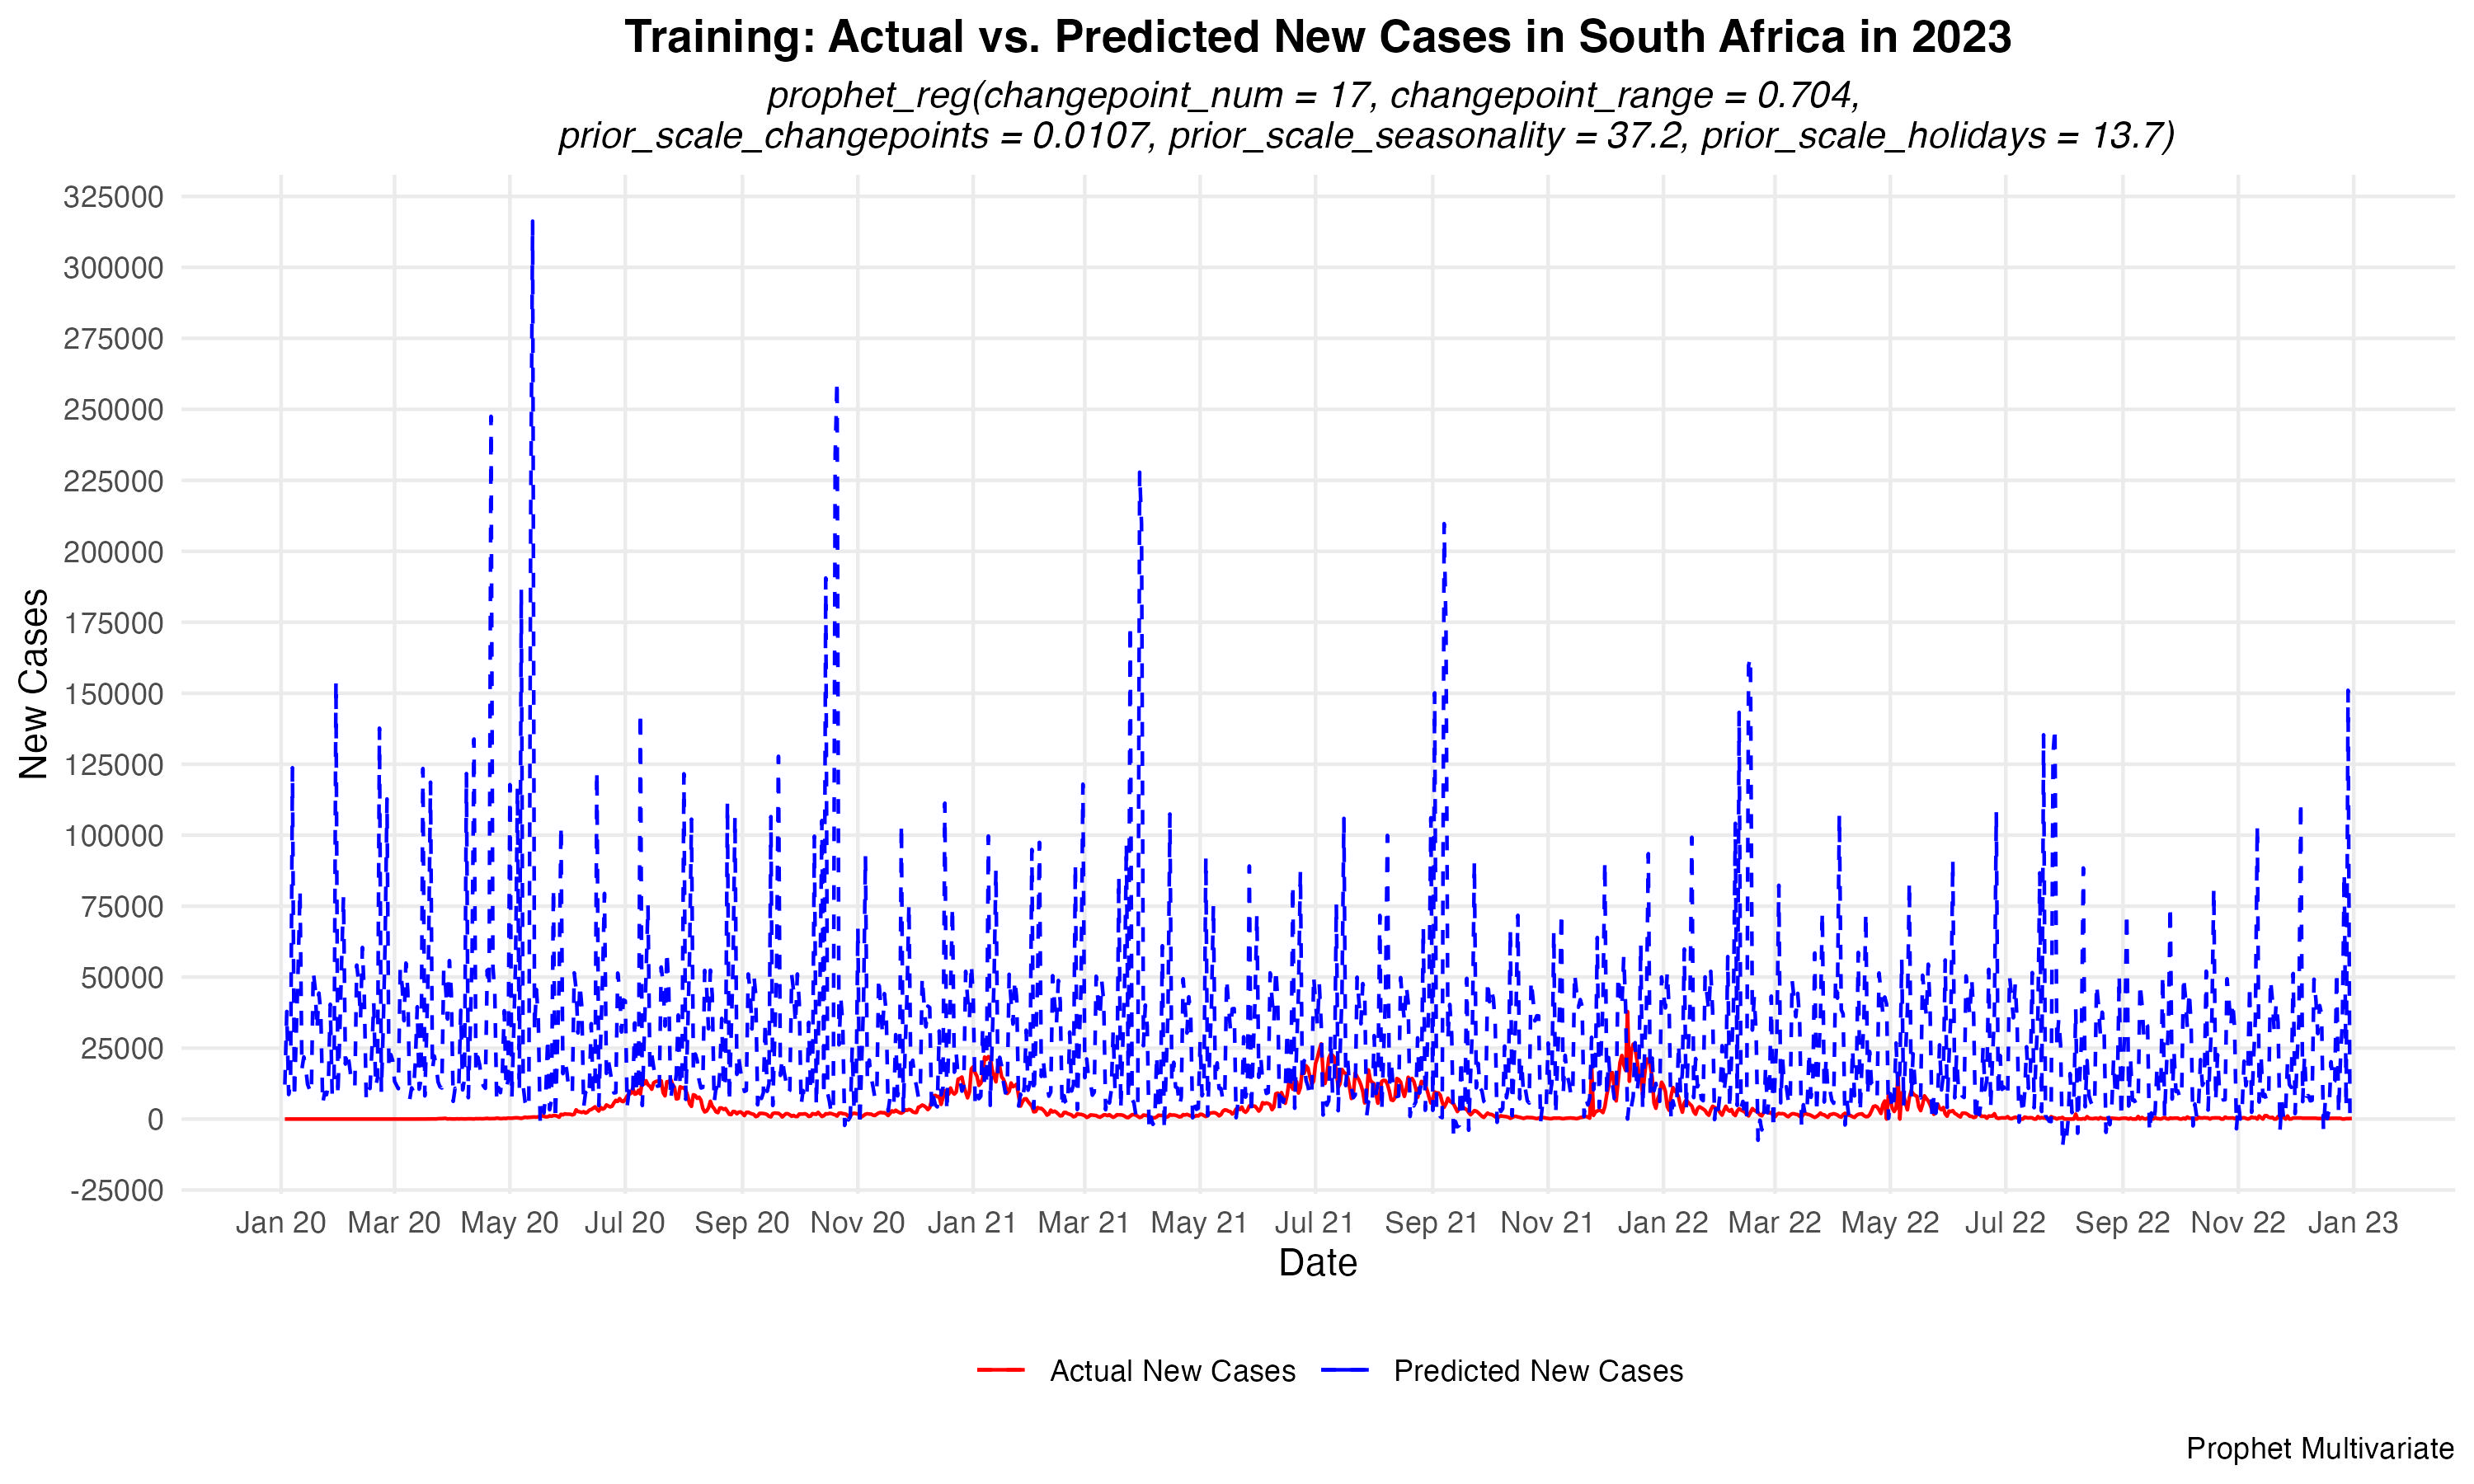 Training: Actual vs. Predicted New Cases in South Africa in 2023
prophet_reg(changepoint_num = 17, changepoint_range = 0.704,
prior_scale_changepoints = 0.0107, prior_scale_seasonality = 37.2, prior_scale_holidays = 13.7)
325000
300000
275000
250000
225000
200000
175000
150000
125000
100000
75000
50000
25000
0
-25000
New Cases
Jan 20 Mar 20 May 20 Jul 20 Sep 20 Nov 20 Jan 21 Mar 21 May 21 Jul 21 Sep 21 Nov 21 Jan 22 Mar 22 May 22 Jul 22 Sep 22 Nov 22 Jan 23
Date
Actual New Cases Predicted New Cases
Prophet Multivariate